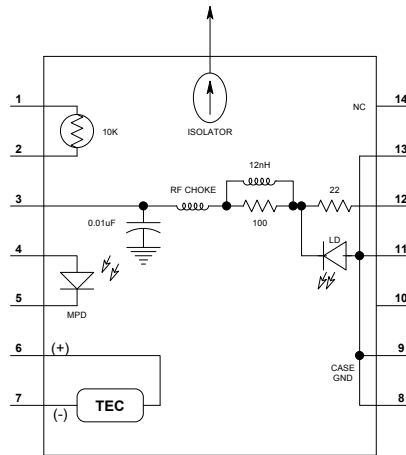 1
14
NC
10K
ISOLATOR
2
13
12nH
3
RF CHOKE
22
12
0.01uF
100
4
LD
11
5
MPD
10
6
(+)
9
CASE
GND
7
(-)
TEC
8